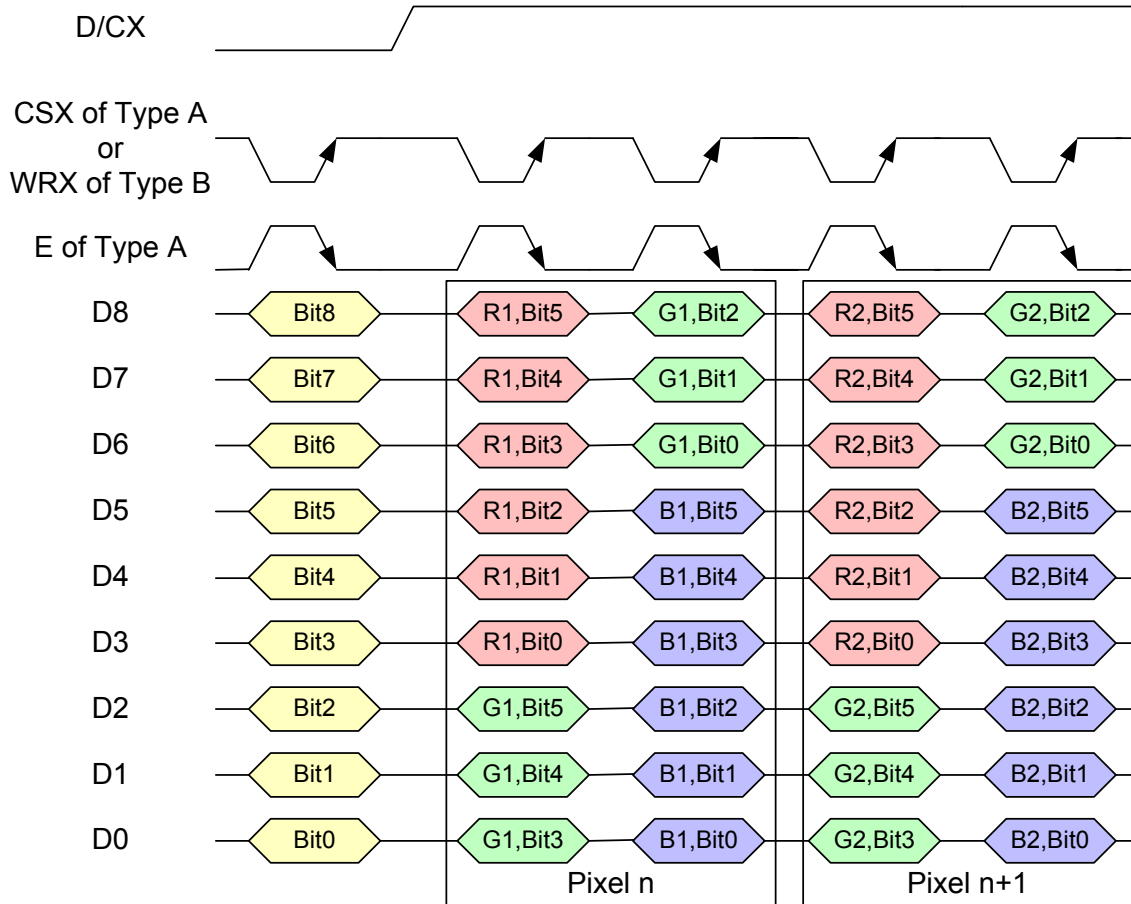 D/CX
CSX of Type A
or
WRX of Type B
E of Type A
D8 Bit8 R1,Bit5 G1,Bit2 R2,Bit5 G2,Bit2
D7 Bit7 R1,Bit4 G1,Bit1 R2,Bit4 G2,Bit1
D6 Bit6 R1,Bit3 G1,Bit0 R2,Bit3 G2,Bit0
D5 Bit5 R1,Bit2 B1,Bit5 R2,Bit2 B2,Bit5
D4 Bit4 R1,Bit1 B1,Bit4 R2,Bit1 B2,Bit4
D3 Bit3 R1,Bit0 B1,Bit3 R2,Bit0 B2,Bit3
D2 Bit2 G1,Bit5 B1,Bit2 G2,Bit5 B2,Bit2
D1 Bit1 G1,Bit4 B1,Bit1 G2,Bit4 B2,Bit1
D0 Bit0 G1,Bit3 B1,Bit0 G2,Bit3 B2,Bit0
Pixel n Pixel n+1